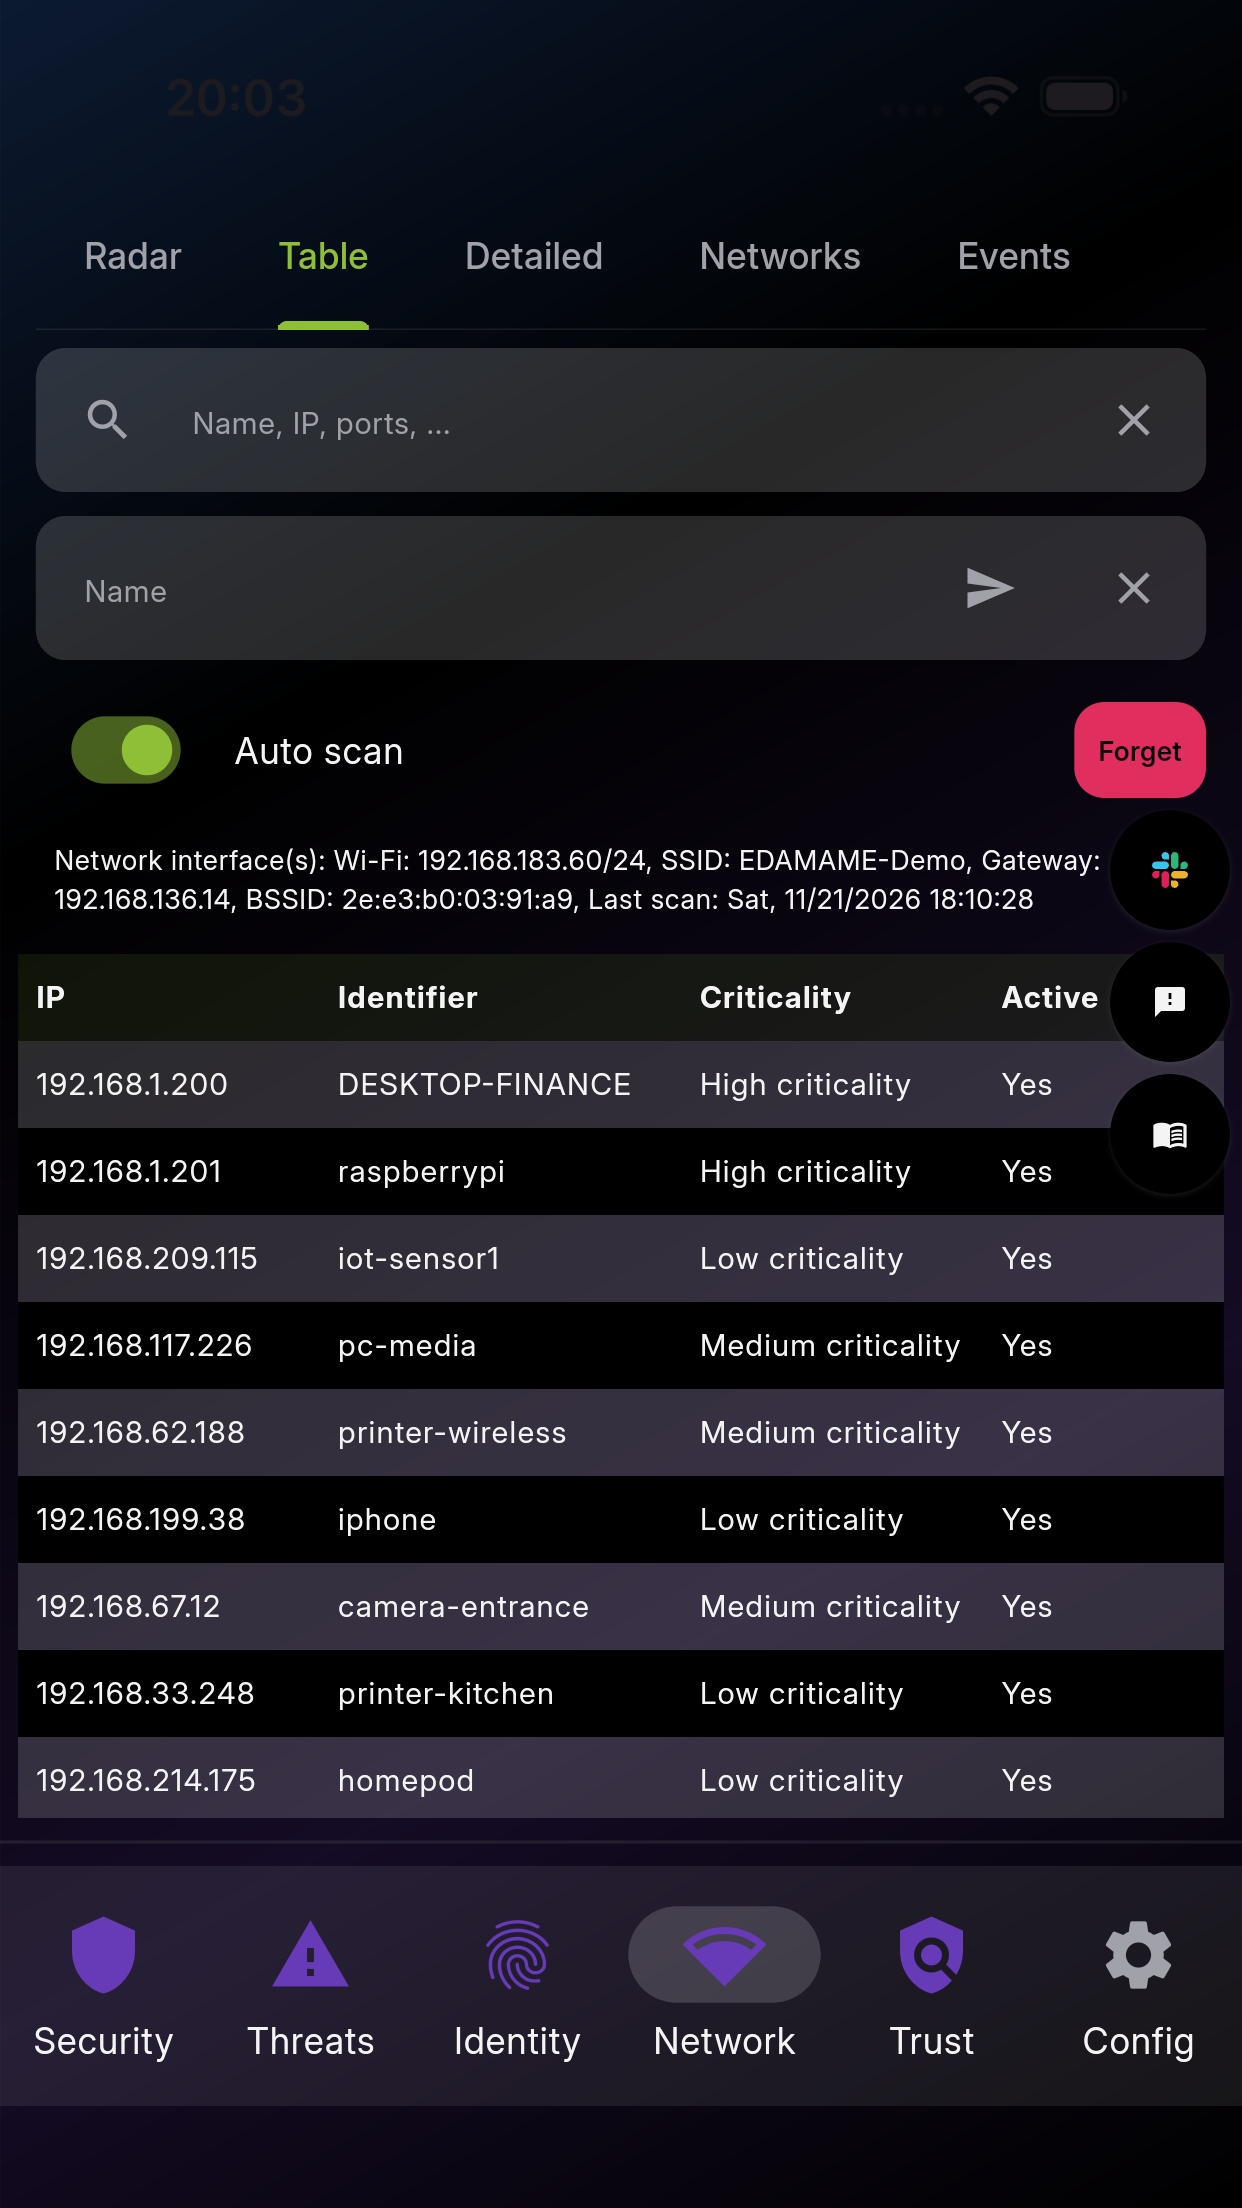 20:03
Radar Table Detailed Networks Events
Name, IP, ports, ...
Name
Auto scan
Forget
Network interface(s): Wi-Fi: 192.168.183.60/24, SSID: EDAMAME-Demo, Gateway:
192.168.136.14, BSSID: 2e:e3:b0:03:91:a9, Last scan: Sat, 11/21/2026 18:10:28
IP Identifier Criticality Active
192.168.1.200 DESKTOP-FINANCE High criticality Yes
192.168.1.201 raspberrypi High criticality Yes
192.168.209.115 iot-sensor1 Low criticality Yes
192.168.117.226 pc-media Medium criticality Yes
192.168.62.188 printer-wireless Medium criticality Yes
192.168.199.38 iphone Low criticality Yes
192.168.67.12 camera-entrance Medium criticality Yes
192.168.33.248 printer-kitchen Low criticality Yes
192.168.214.175 homepod Low criticality Yes
Security Threats Identity Network Trust Config